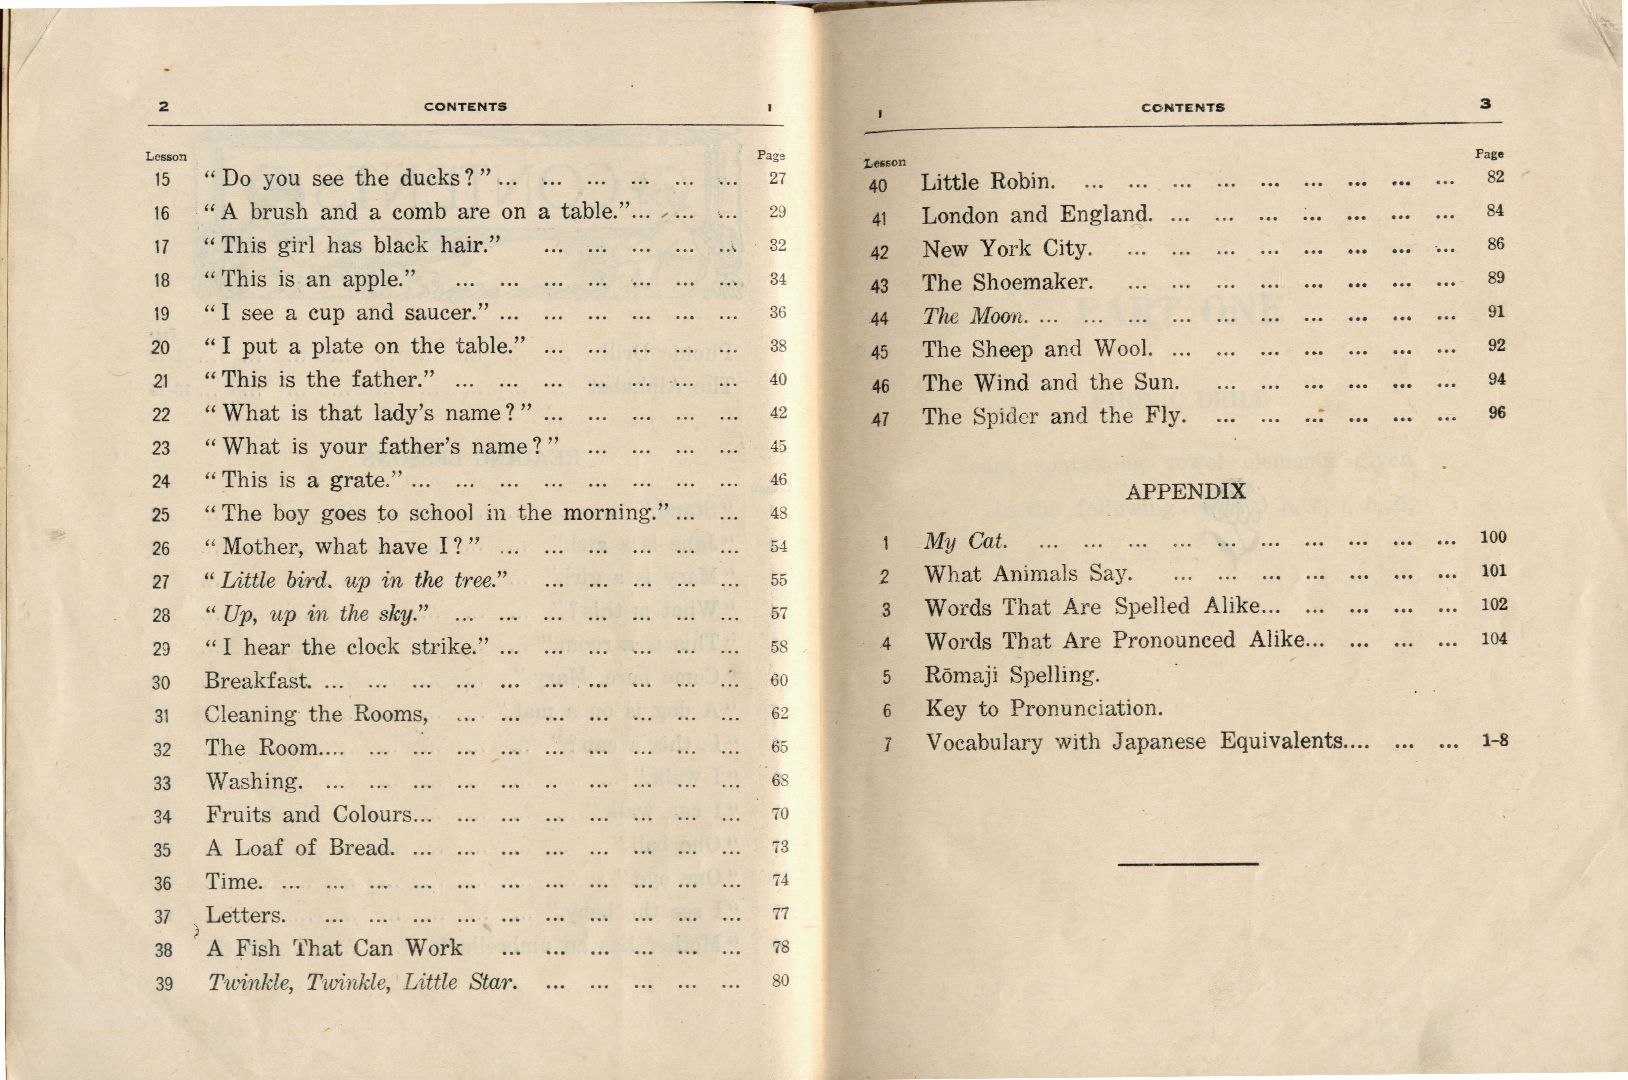 2 CONTENTS 1
Lesson Page
15 “Do you see the ducks?”... ... ... ... ... ... 27
16 “A brush and a comb are on a table.”... ... ... 29
17 “This girl has black hair.” ... ... ... ... ... 32
18 “This is an apple.” ... ... ... ... ... ... ... 34
19 “I see a cup and saucer.” ... ... ... ... ... ... 36
20 “I put a plate on the table.” ... ... ... ... ... 38
21 “This is the father.” ... ... ... ... ... ... ... 40
22 “What is that lady’s name?” ... ... ... ... ... 42
23 “What is your father’s name?” ... ... ... ... 45
24 “This is a grate.” ... ... ... ... ... ... ... ... 46
25 “The boy goes to school in the morning.” ... ... 48
26 “Mother, what have I?” ... ... ... ... ... ... 54
27 “Little bird, up in the tree.” ... ... ... ... ... 55
28 “Up, up in the sky.” ... ... ... ... ... ... ... 57
29 “I hear the clock strike.” ... ... ... ... ... ... 58
30 Breakfast. ... ... ... ... ... ... ... ... ... ... 60
31 Cleaning the Rooms, ... ... ... ... ... ... ... 62
32 The Room.... ... ... ... ... ... ... ... ... ... 65
33 Washing. ... ... ... ... ... ... ... ... ... ... 68
34 Fruits and Colours... ... ... ... ... ... ... ... 70
35 A Loaf of Bread. ... ... ... ... ... ... ... ... 73
36 Time. ... ... ... ... ... ... ... ... ... ... ... 74
37 Letters. ... ... ... ... ... ... ... ... ... ... 77
38 A Fish That Can Work ... ... ... ... ... ... 78
39 Twinkle, Twinkle, Little Star. ... ... ... ... ... 80
1 CONTENTS 3
Lesson Page
40 Little Robin. ... ... ... ... ... ... ... ... ... 82
41 London and England. ... ... ... ... ... ... ... 84
42 New York City. ... ... ... ... ... ... ... ... 86
43 The Shoemaker. ... ... ... ... ... ... ... ... 89
44 The Moon. ... ... ... ... ... ... ... ... ... ... 91
45 The Sheep and Wool. ... ... ... ... ... ... ... 92
46 The Wind and the Sun. ... ... ... ... ... ... 94
47 The Spider and the Fly. ... ... ... ... ... ... 96
APPENDIX
1 My Cat. ... ... ... ... ... ... ... ... ... ... 100
2 What Animals Say. ... ... ... ... ... ... ... 101
3 Words That Are Spelled Alike... ... ... ... ... 102
4 Words That Are Pronounced Alike... ... ... ... 104
5 Rōmaji Spelling.
6 Key to Pronunciation.
7 Vocabulary with Japanese Equivalents.... ... ... 1-8